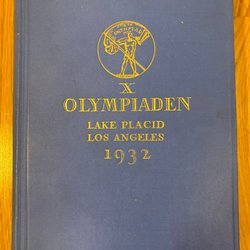 X
OLYMPIADEN
LAKE PLACID
LOS ANGELES
1932